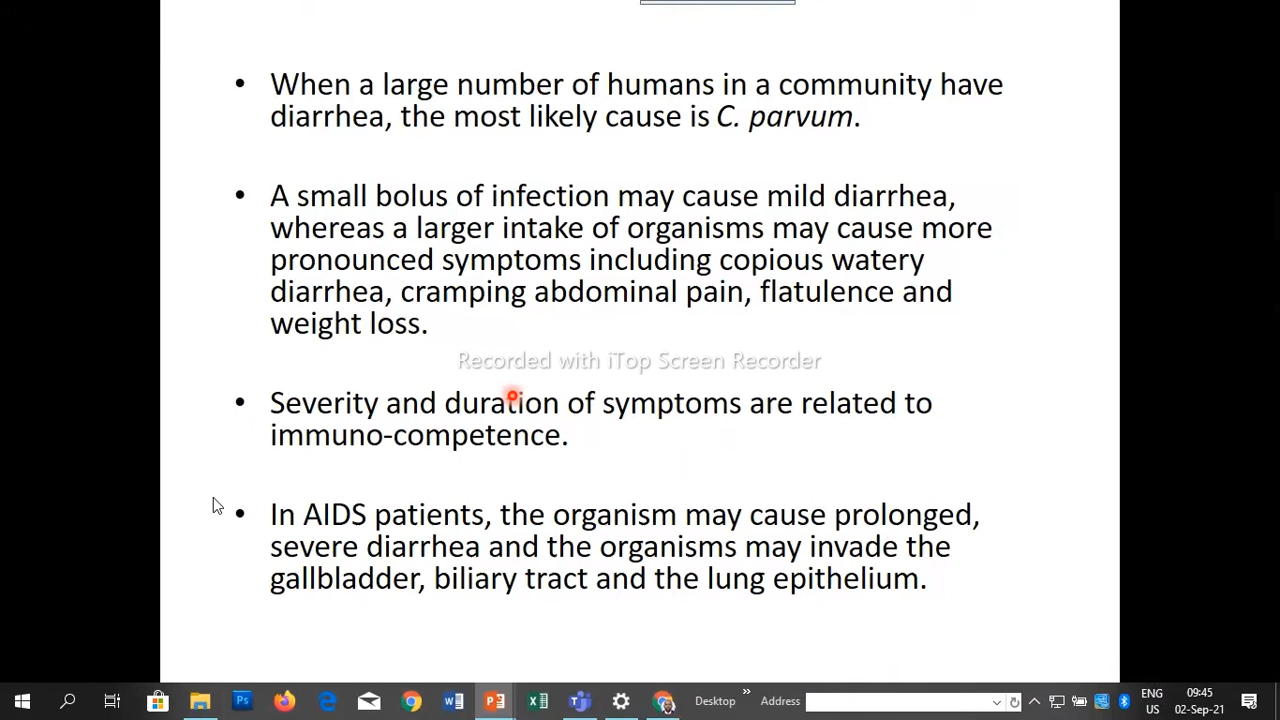 • When a large number of humans in a community have
diarrhea, the most likely cause is C. parvum.
• A small bolus of infection may cause mild diarrhea,
whereas a larger intake of organisms may cause more
pronounced symptoms including copious watery
diarrhea, cramping abdominal pain, flatulence and
weight loss.
Recorded with iTop Screen Recorder
• Severity and duration of symptoms are related to
immuno-competence.
• In AIDS patients, the organism may cause prolonged,
severe diarrhea and the organisms may invade the
gallbladder, biliary tract and the lung epithelium.
Desktop » Address ENG 09:45
US 02-Sep-21